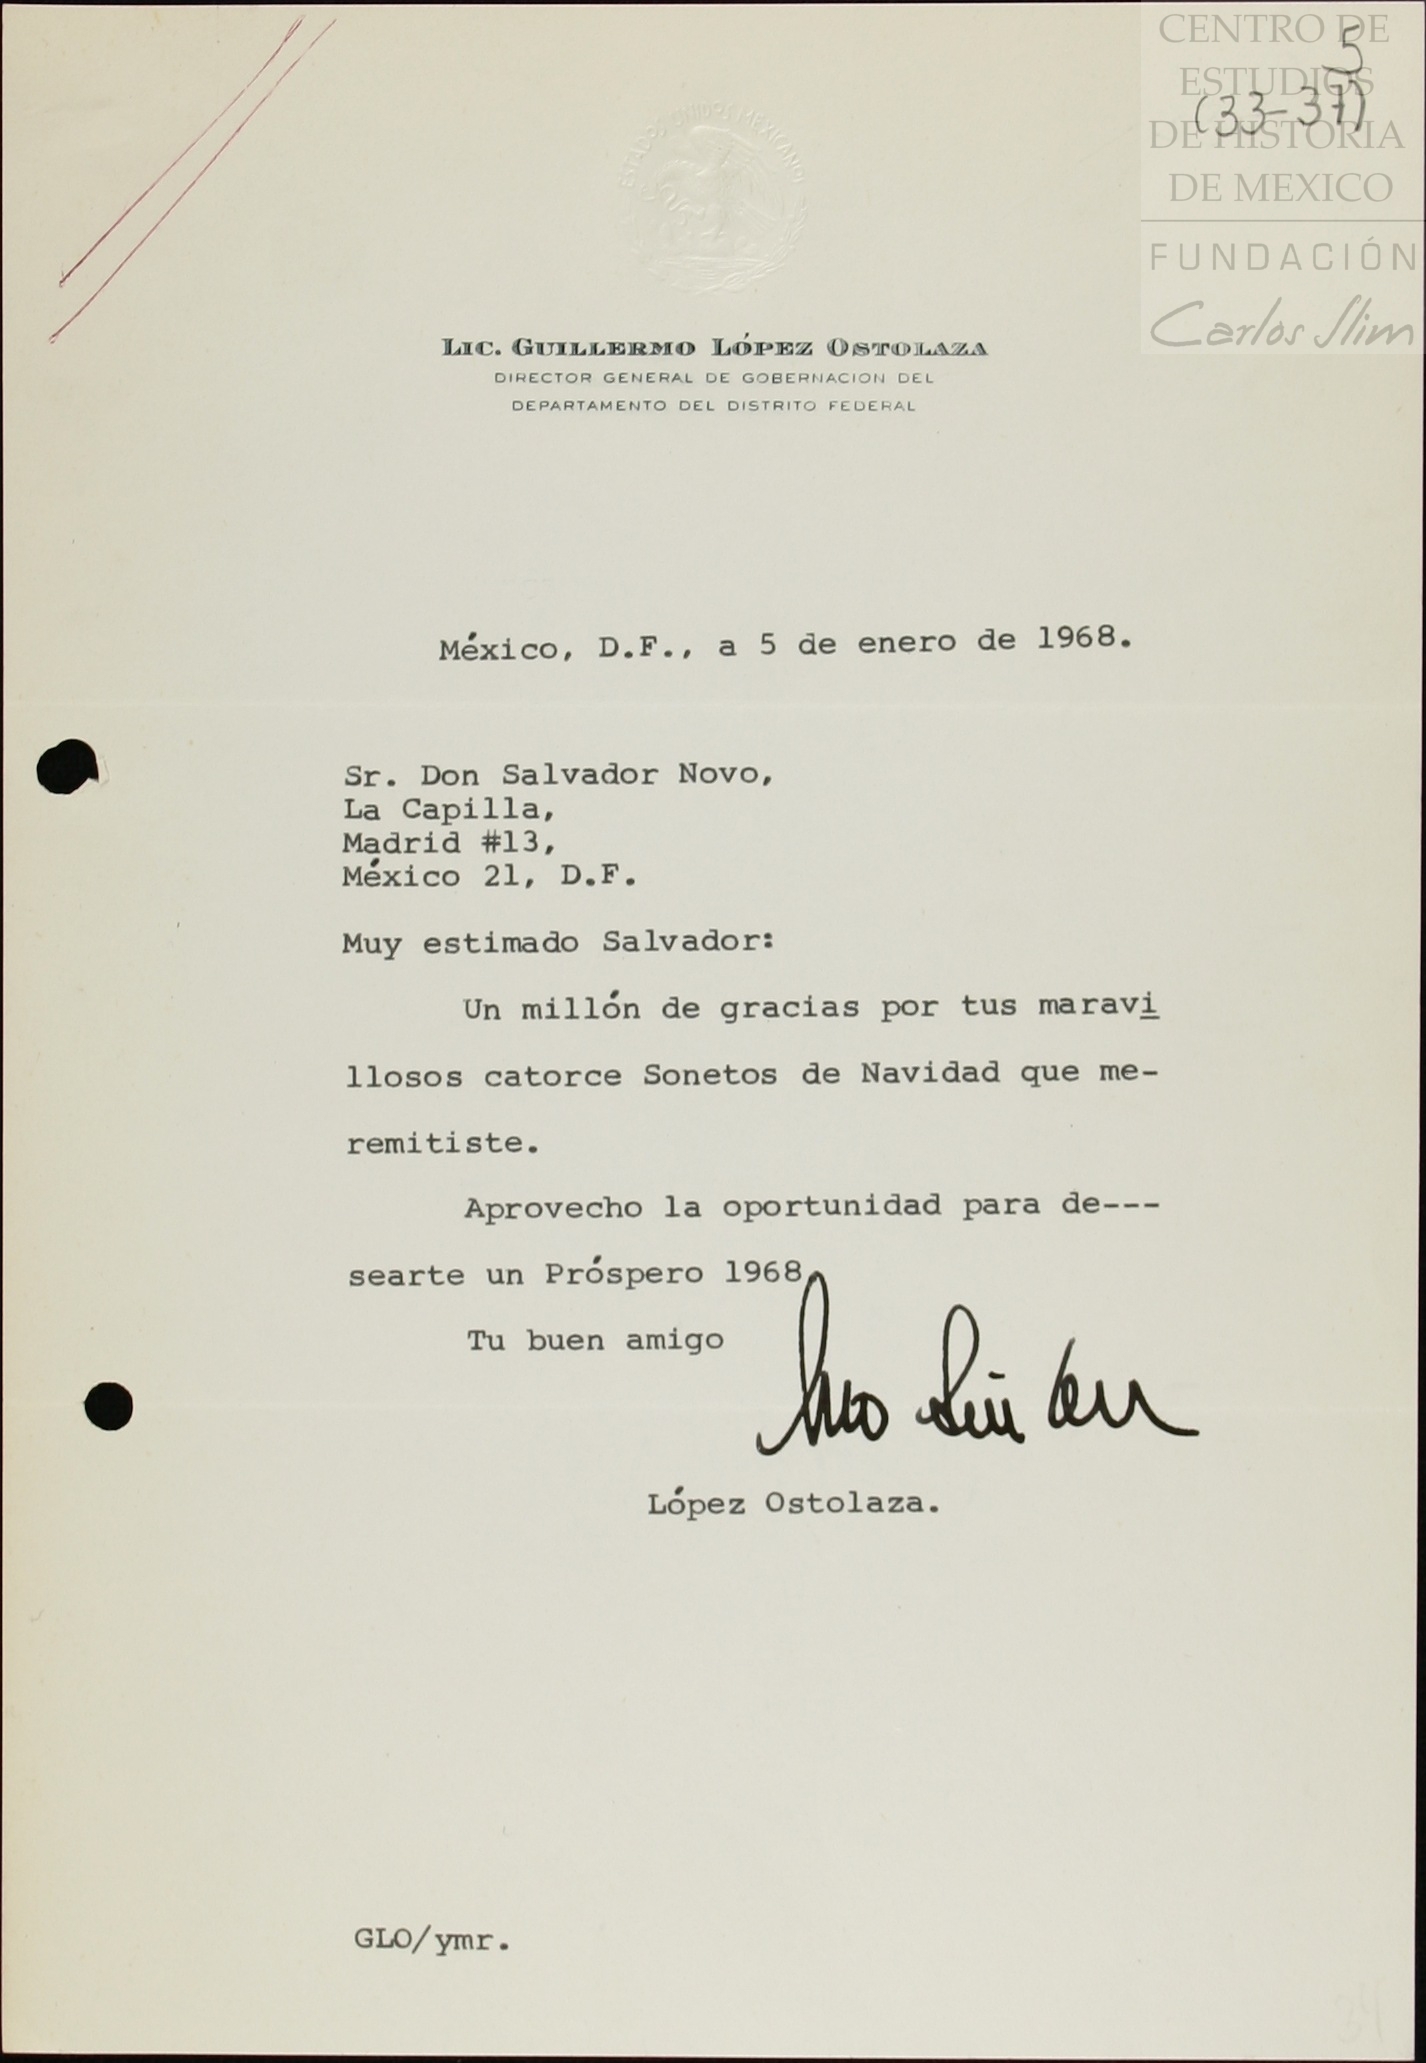 CENTRO DE
ESTUDIOS
DE HISTORIA
DE MEXICO
FUNDACIÓN
Carlos Slim
5
(33-37)
ESTADOS UNIDOS MEXICANOS
LIC. GUILLERMO LÓPEZ OSTOLAZA
DIRECTOR GENERAL DE GOBERNACION DEL
DEPARTAMENTO DEL DISTRITO FEDERAL
México, D.F., a 5 de enero de 1968.
Sr. Don Salvador Novo,
La Capilla,
Madrid #13,
México 21, D.F.
Muy estimado Salvador:
Un millón de gracias por tus maravi
llosos catorce Sonetos de Navidad que me-
remitiste.
Aprovecho la oportunidad para de---
searte un Próspero 1968.
Tu buen amigo
López Ostolaza.
GLO/ymr.
34